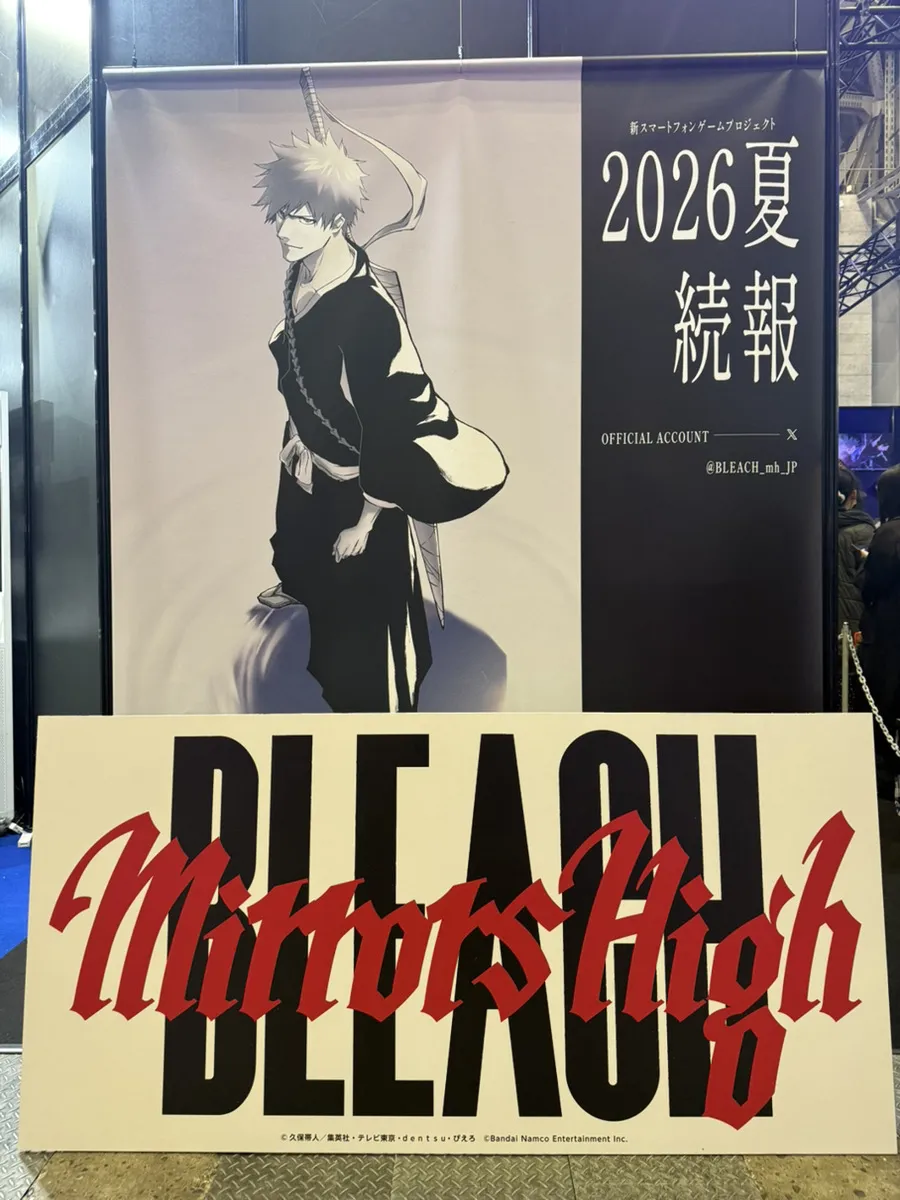 新スマートフォンゲームプロジェクト
2026夏
続報
OFFICIAL ACCOUNT X
@BLEACH_mh_JP
BLEACH
Mirrors High
©久保帯人／集英社・テレビ東京・dentsu・ぴえろ ©Bandai Namco Entertainment Inc.